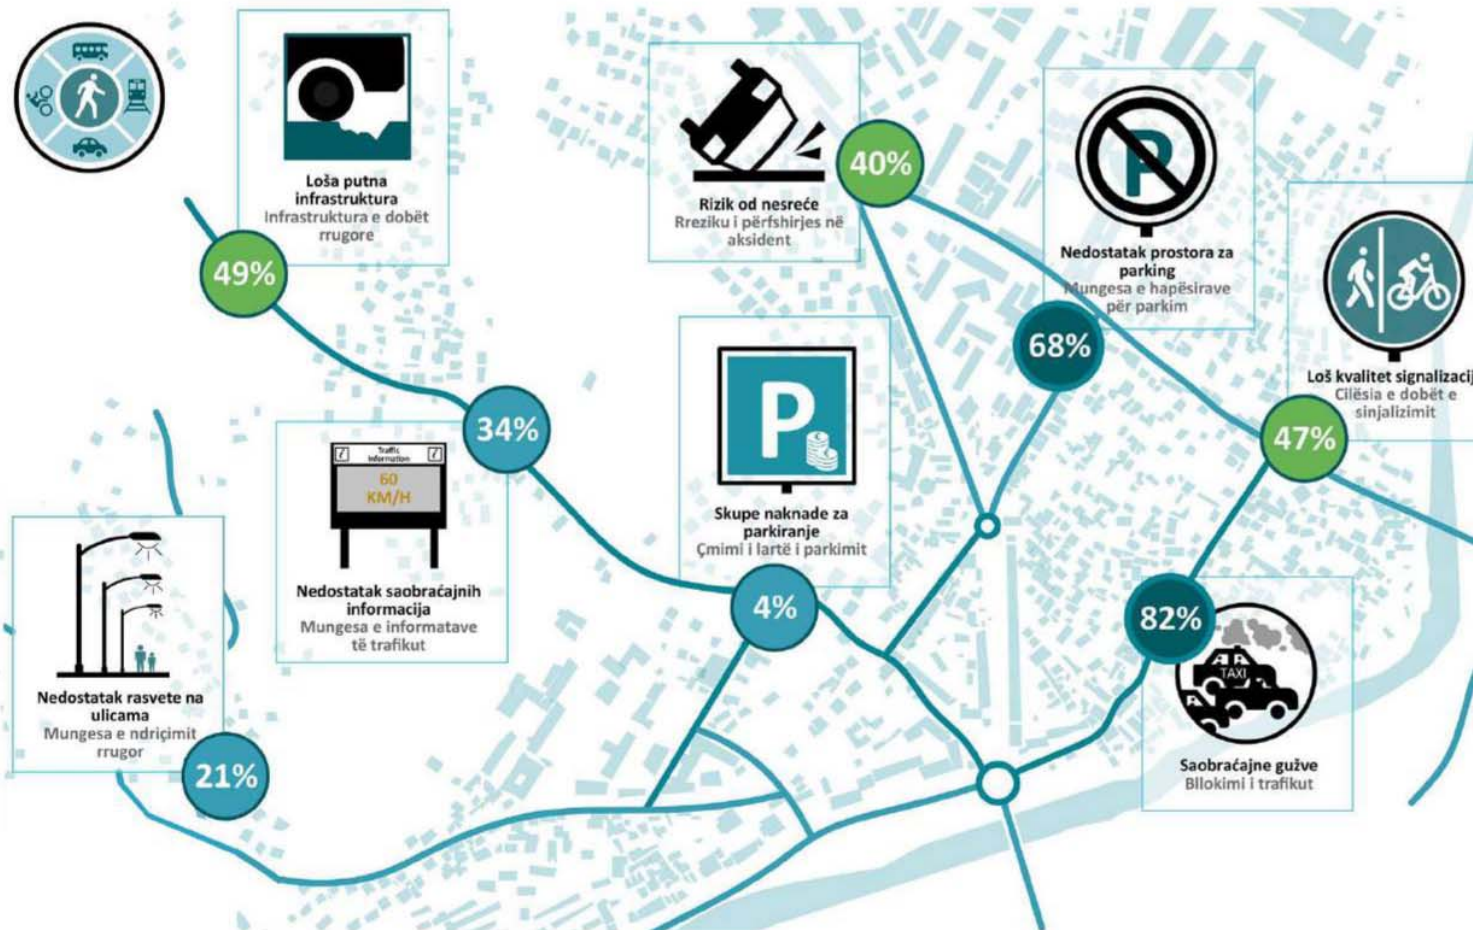 Loša putna
infrastruktura
Infrastruktura e dobët
rrugore
49%
Rizik od nesreće
Rreziku i përfshirjes në
aksident
40%
P
Nedostatak prostora za
parking
Mungesa e hapësirave
për parkim
68%
Loš kvalitet signalizacij
Cilësia e dobët e
sinjalizimit
47%
34%
i
Traffic
Information
i
60
KM/H
Nedostatak saobraćajnih
informacija
Mungesa e informatave
të trafikut
P
Skupe naknade za
parkiranje
Çmimi i lartë i parkimit
4%
Nedostatak rasvete na
ulicama
Mungesa e ndriçimit
rrugor
21%
82%
TAXI
Saobraćajne gužve
Bllokimi i trafikut